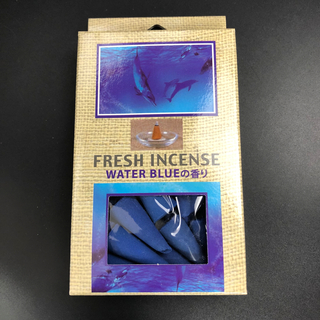 FRESH INCENSE
WATER BLUEの香り